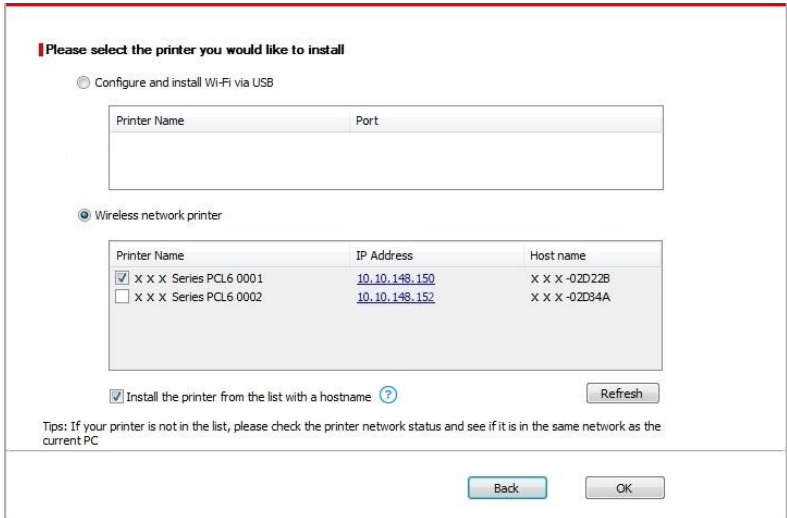 Please select the printer you would like to install
Configure and install Wi-Fi via USB
Printer Name Port
Wireless network printer
Printer Name IP Address Host name
X X X Series PCL6 0001 10.10.148.150 X X X -02D22B
X X X Series PCL6 0002 10.10.148.152 X X X -02D34A
Install the printer from the list with a hostname ? Refresh
Tips: If your printer is not in the list, please check the printer network status and see if it is in the same network as the
current PC
Back OK